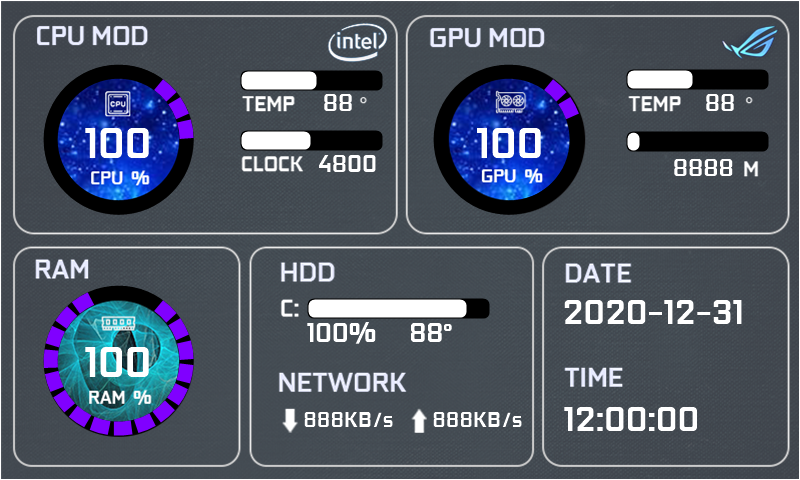 CPU MOD
intel
CPU
100
CPU %
TEMP 88 °
CLOCK 4800
GPU MOD
100
GPU %
TEMP 88 °
8888 M
RAM
100
RAM %
HDD
C:
100% 88°
NETWORK
888KB/s 888KB/s
DATE
2020-12-31
TIME
12:00:00